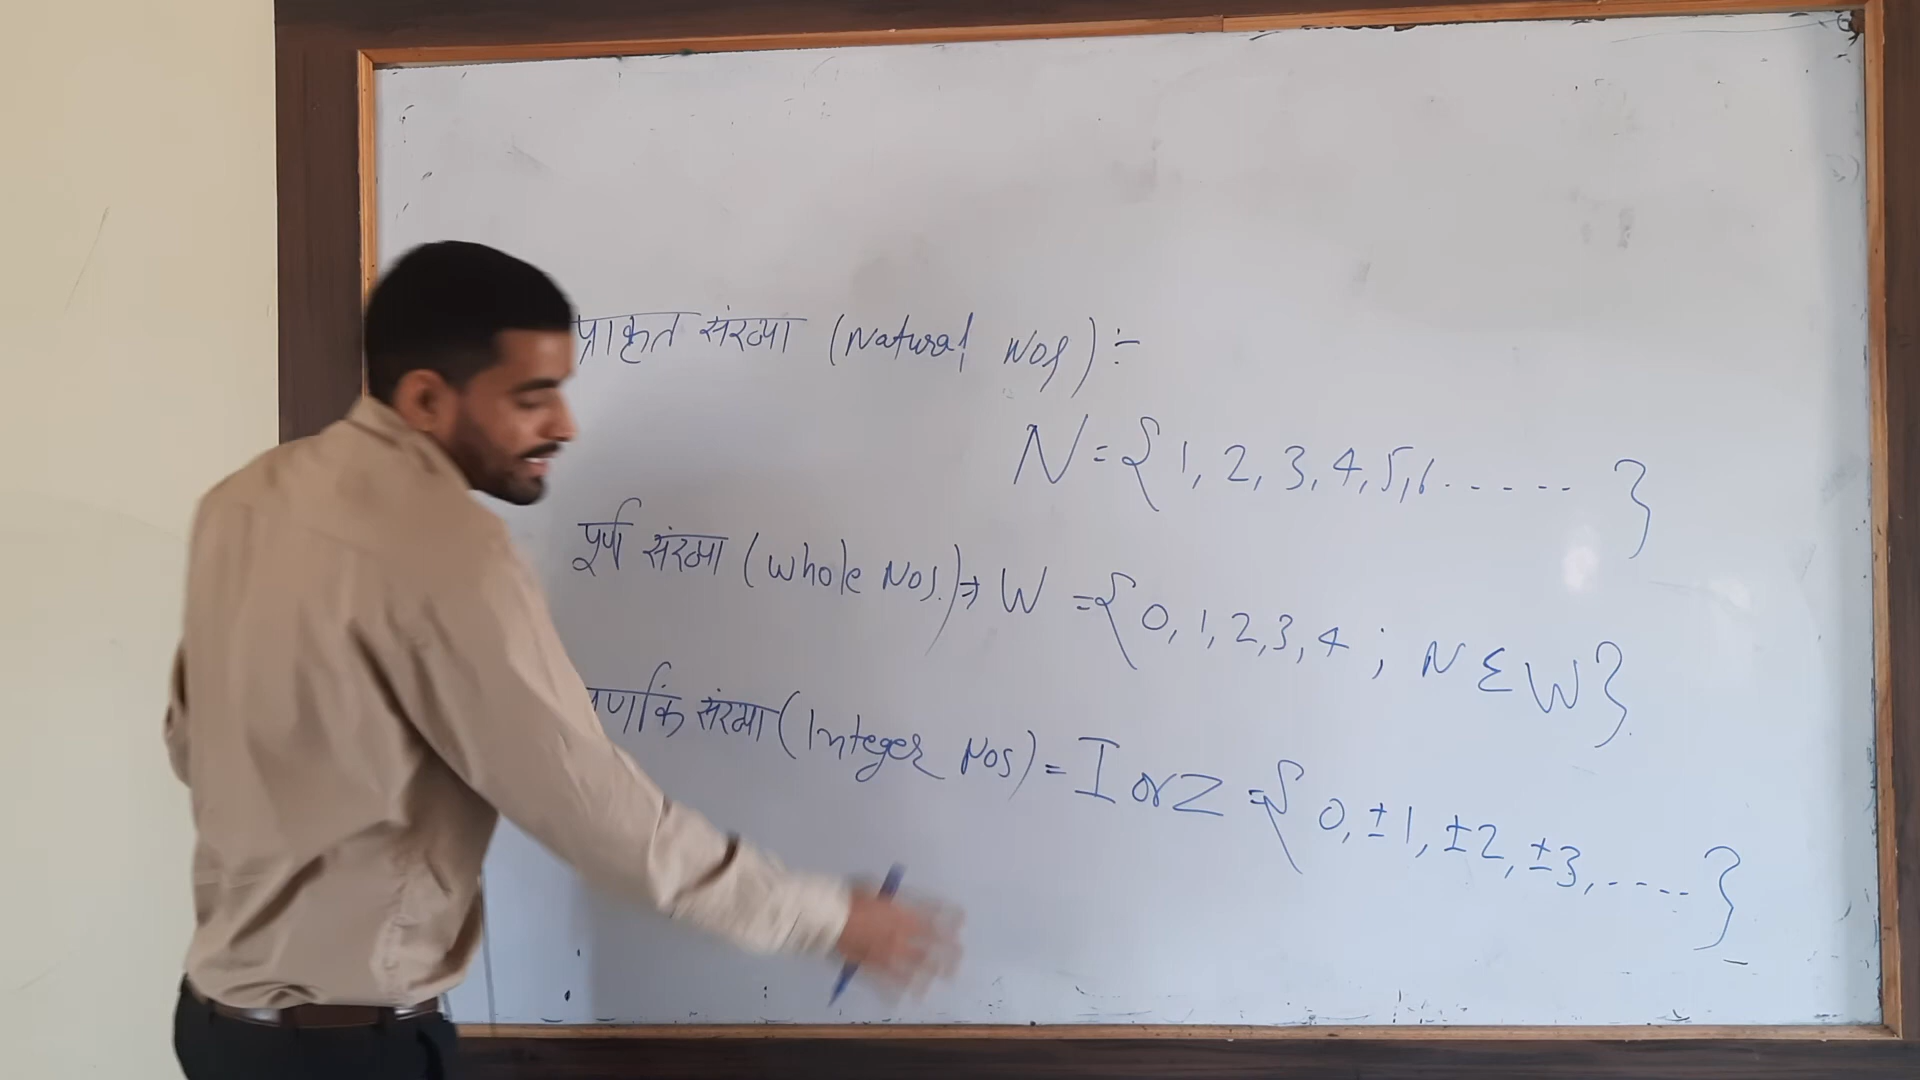 प्राकृत संख्या (Natural Nos) :-
N = { 1, 2, 3, 4, 5, 6 ...... }
पूर्ण संख्या (Whole Nos.) ⇒ W = { 0, 1, 2, 3, 4 ; N Σ W }
संख्या (Integer Nos) = I or Z = { 0, ±1, ±2, ±3, ..... }